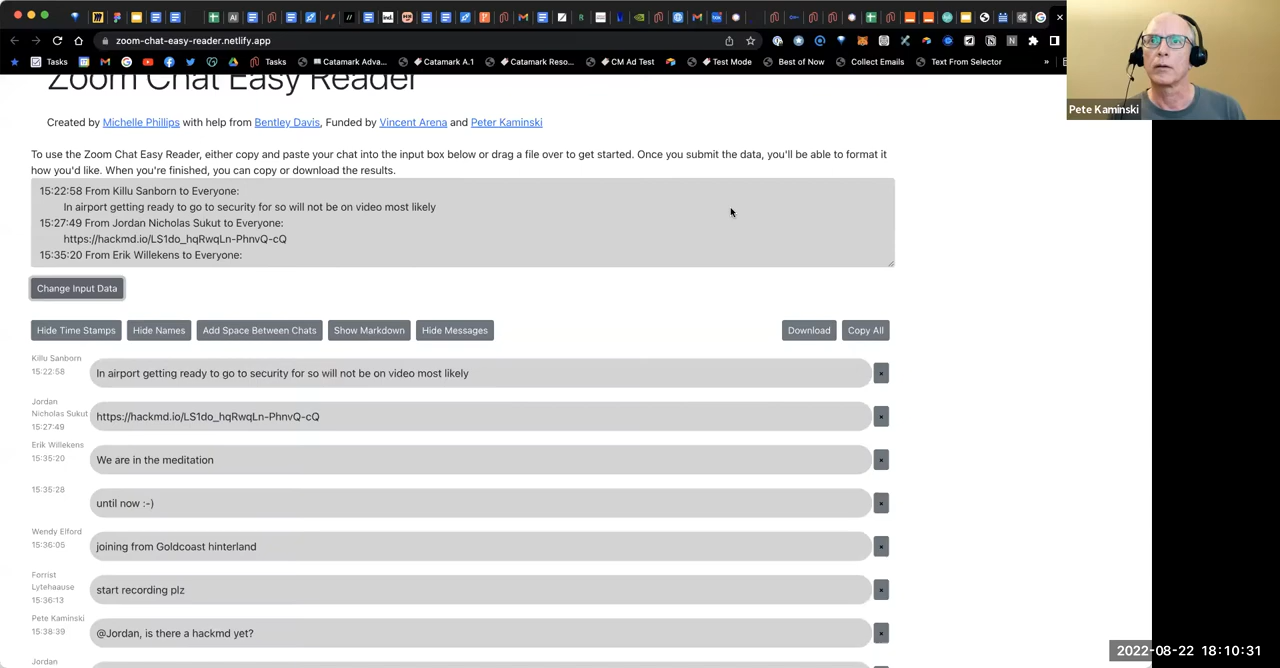 zoom-chat-easy-reader.netlify.app
Tasks
Tasks
Catamark Adva...
Catamark A.1
Catamark Reso...
CM Ad Test
Test Mode
Best of Now
Collect Emails
Text From Selector
»
Zoom Chat Easy Reader
Created by Michelle Phillips with help from Bentley Davis, Funded by Vincent Arena and Peter Kaminski
To use the Zoom Chat Easy Reader, either copy and paste your chat into the input box below or drag a file over to get started. Once you submit the data, you'll be able to format it
how you'd like. When you're finished, you can copy or download the results.
15:22:58 From Killu Sanborn to Everyone:
In airport getting ready to go to security for so will not be on video most likely
15:27:49 From Jordan Nicholas Sukut to Everyone:
https://hackmd.io/LS1do_hqRwqLn-PhnvQ-cQ
15:35:20 From Erik Willekens to Everyone:
Change Input Data
Hide Time Stamps Hide Names Add Space Between Chats Show Markdown Hide Messages Download Copy All
Killu Sanborn
15:22:58
In airport getting ready to go to security for so will not be on video most likely
Jordan
Nicholas Sukut
15:27:49
https://hackmd.io/LS1do_hqRwqLn-PhnvQ-cQ
Erik Willekens
15:35:20
We are in the meditation
15:35:28
until now :-)
Wendy Elford
15:36:05
joining from Goldcoast hinterland
Forrist
Lytehaause
15:36:13
start recording plz
Pete Kaminski
15:38:39
@Jordan, is there a hackmd yet?
Jordan
Pete Kaminski
2022-08-22 18:10:31